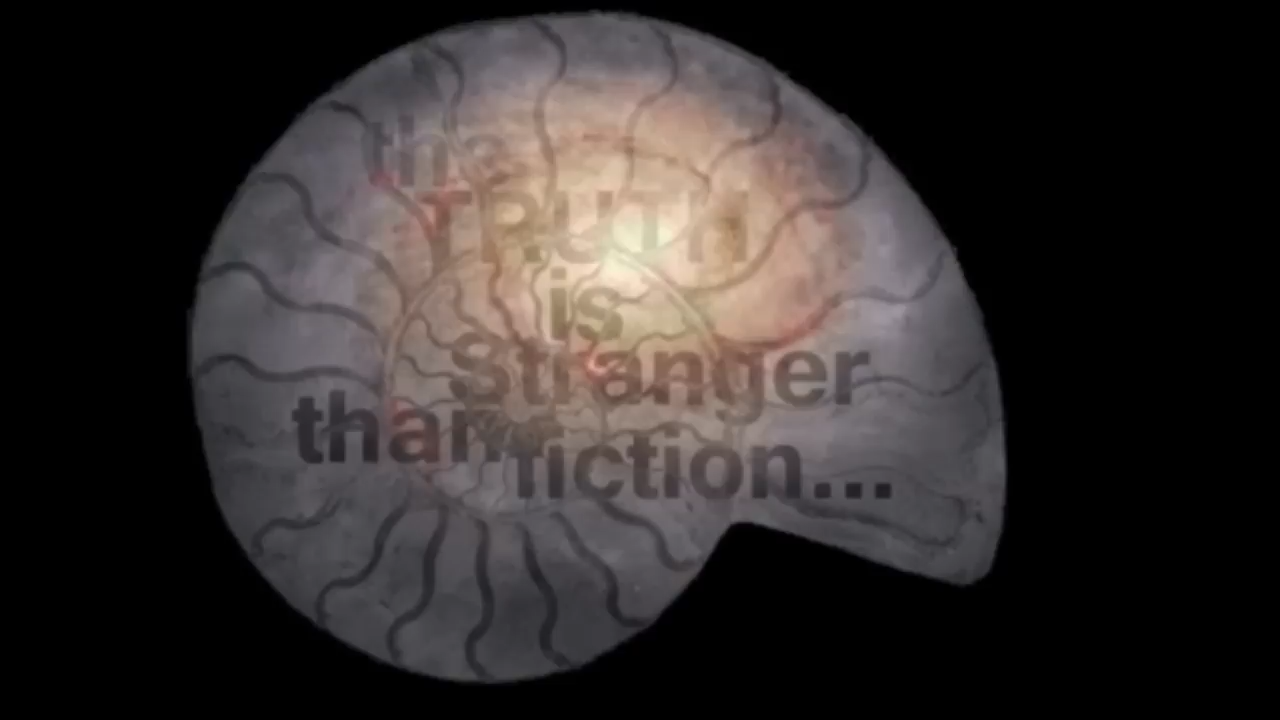 the
TRUTH
is
Stranger
than
fiction...